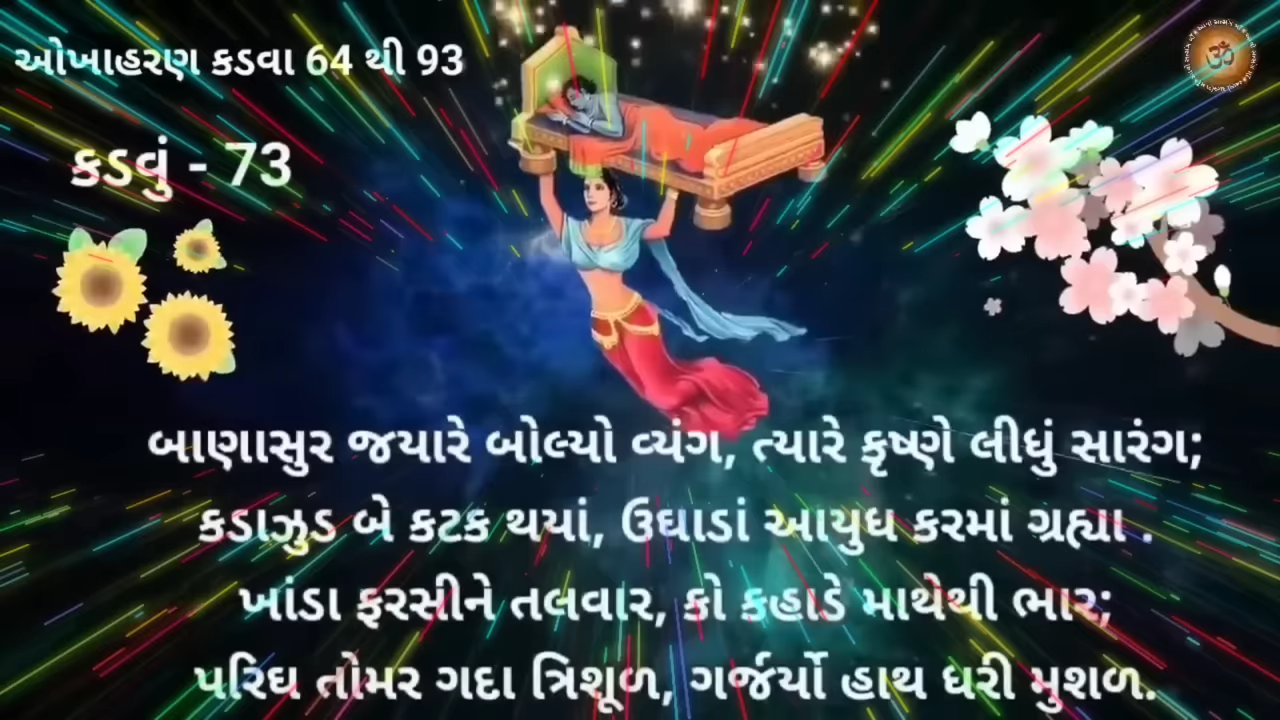 ઓખાહરણ કડવા 64 થી 93
કડવું - 73
ૐ
બાણાસુર જયારે બોલ્યો વ્યંગ, ત્યારે કૃષ્ણે લીધું સારંગ;
કડાઝુડ બે કટક થયાં, ઉઘાડાં આયુધ કરમાં ગ્રહ્યા .
ખાંડા ફરસીને તલવાર, કો કહાડે માથેથી ભાર;
પરિઘ તોમર ગદા ત્રિશૂળ, ગર્જર્યો હાથ ધરી મુશળ.